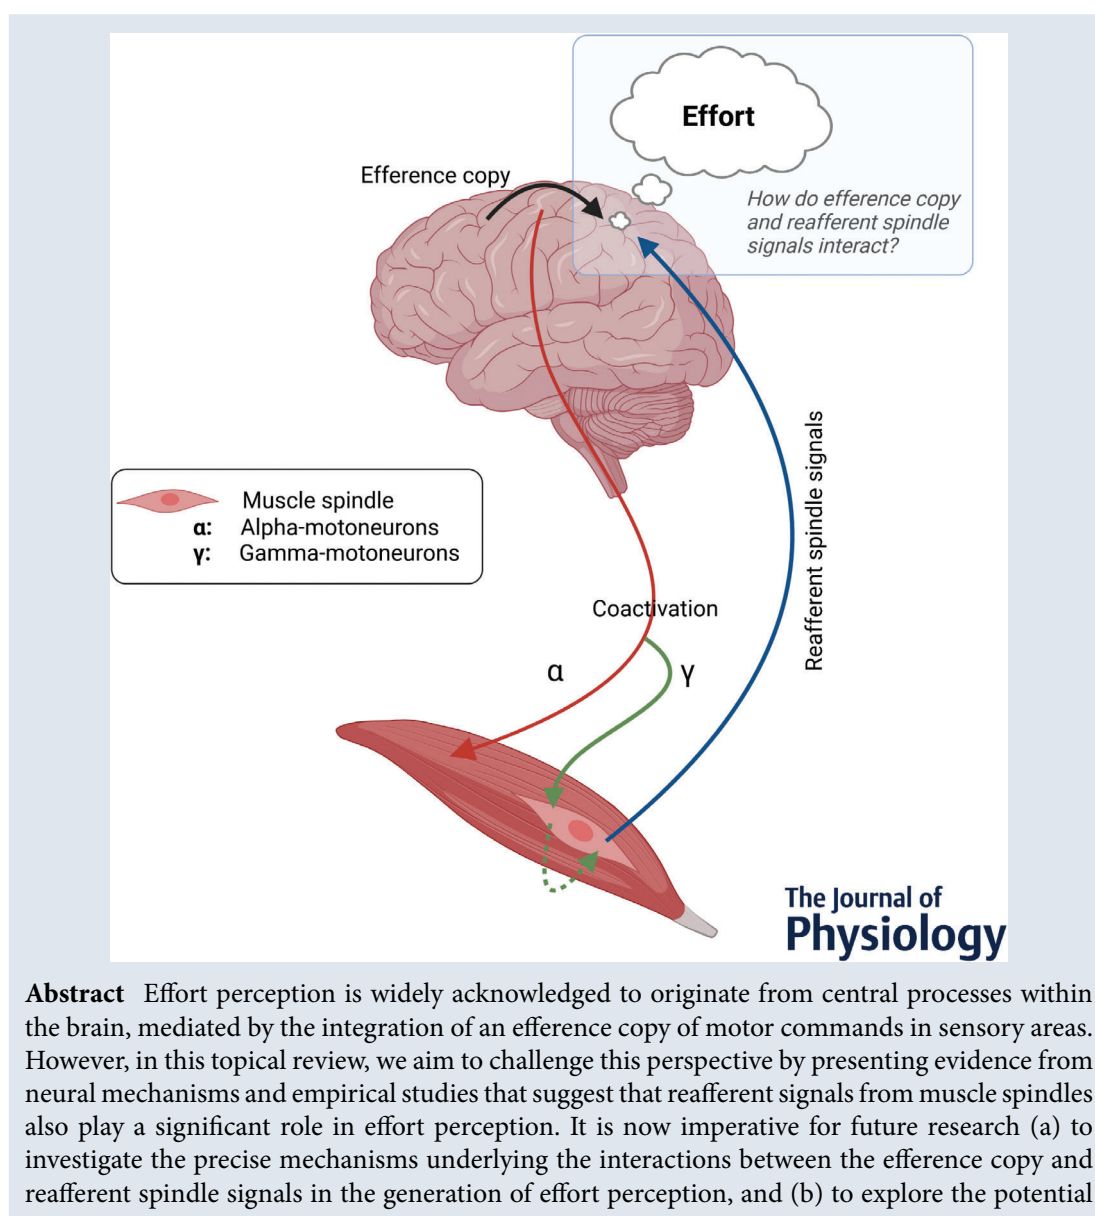 Effort
Efference copy
How do efference copy
and reafferent spindle
signals interact?
Reafferent spindle signals
Muscle spindle
α: Alpha-motoneurons
γ: Gamma-motoneurons
Coactivation
α
γ
The Journal of
Physiology
Abstract Effort perception is widely acknowledged to originate from central processes within
the brain, mediated by the integration of an efference copy of motor commands in sensory areas.
However, in this topical review, we aim to challenge this perspective by presenting evidence from
neural mechanisms and empirical studies that suggest that reafferent signals from muscle spindles
also play a significant role in effort perception. It is now imperative for future research (a) to
investigate the precise mechanisms underlying the interactions between the efference copy and
reafferent spindle signals in the generation of effort perception, and (b) to explore the potential